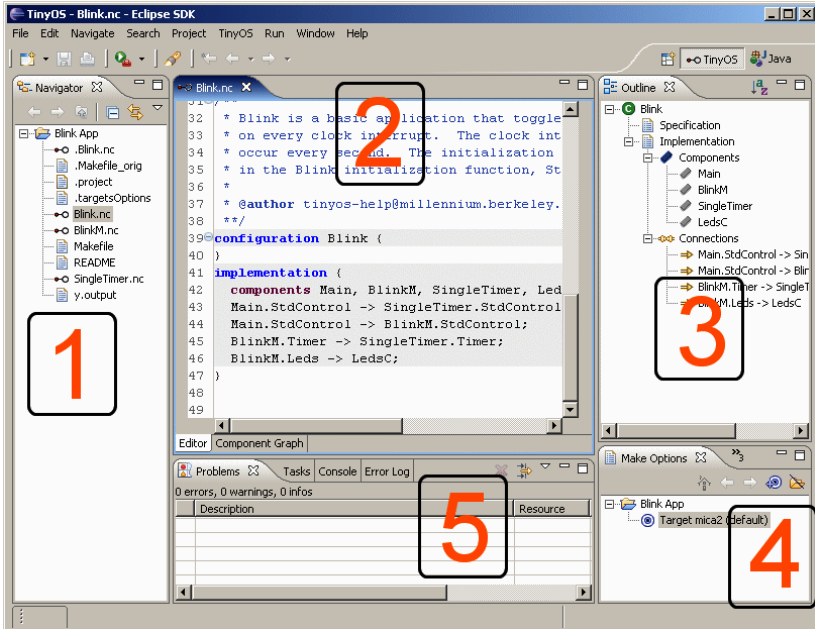 TinyOS - Blink.nc - Eclipse SDK
File Edit Navigate Search Project TinyOS Run Window Help
TinyOS Java
Navigator
Blink App
.Blink.nc
.Makefile_orig
.project
.targetsOptions
Blink.nc
BlinkM.nc
Makefile
README
SingleTimer.nc
y.output
1
Blink.nc
31 /**
32 * Blink is a basic application that toggle
33 * on every clock interrupt. The clock int
34 * occur every second. The initialization
35 * in the Blink initialization function, St
36 *
37 * @author tinyos-help@millennium.berkeley.
38 **/
39 configuration Blink {
40 }
41 implementation {
42 components Main, BlinkM, SingleTimer, Led
43 Main.StdControl -> SingleTimer.StdControl
44 Main.StdControl -> BlinkM.StdControl;
45 BlinkM.Timer -> SingleTimer.Timer;
46 BlinkM.Leds -> LedsC;
47 }
48
49
Editor Component Graph
2
Outline
Blink
Specification
Implementation
Components
Main
BlinkM
SingleTimer
LedsC
Connections
Main.StdControl -> Sin
Main.StdControl -> Blin
BlinkM.Timer -> SingleT
BlinkM.Leds -> LedsC
3
Problems Tasks Console Error Log
0 errors, 0 warnings, 0 infos
Description Resource
5
Make Options »3
Blink App
Target mica2 (default)
4